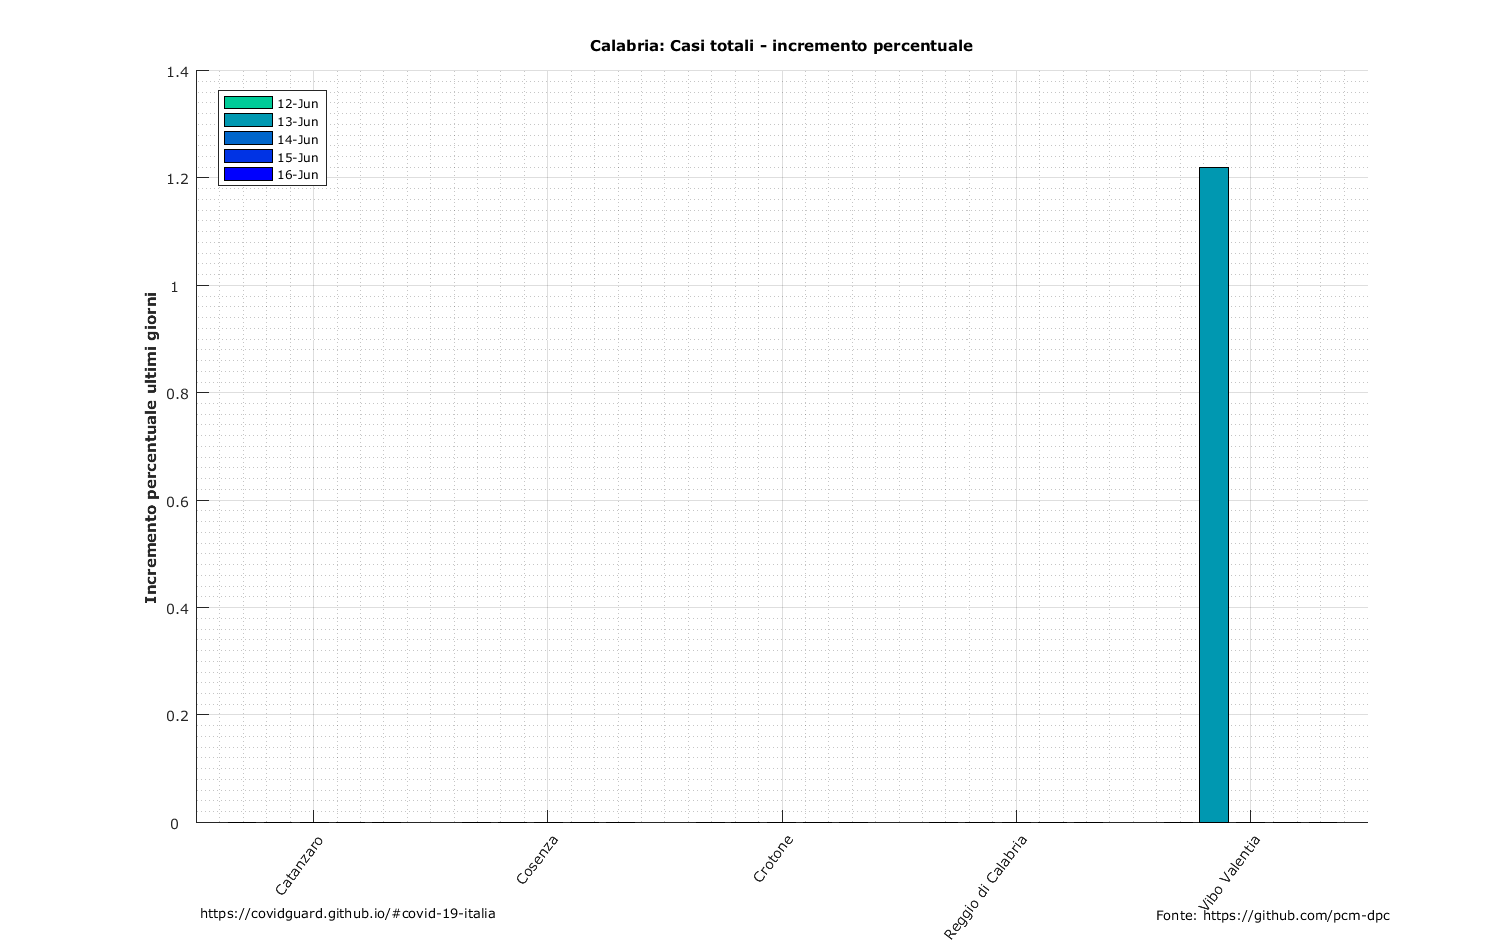 Calabria: Casi totali - incremento percentuale
1.4
1.2
1
0.8
0.6
0.4
0.2
0
Incremento percentuale ultimi giorni
12-Jun
13-Jun
14-Jun
15-Jun
16-Jun
Catanzaro
Cosenza
Crotone
Reggio di Calabria
Vibo Valentia
https://covidguard.github.io/#covid-19-italia
Fonte: https://github.com/pcm-dpc